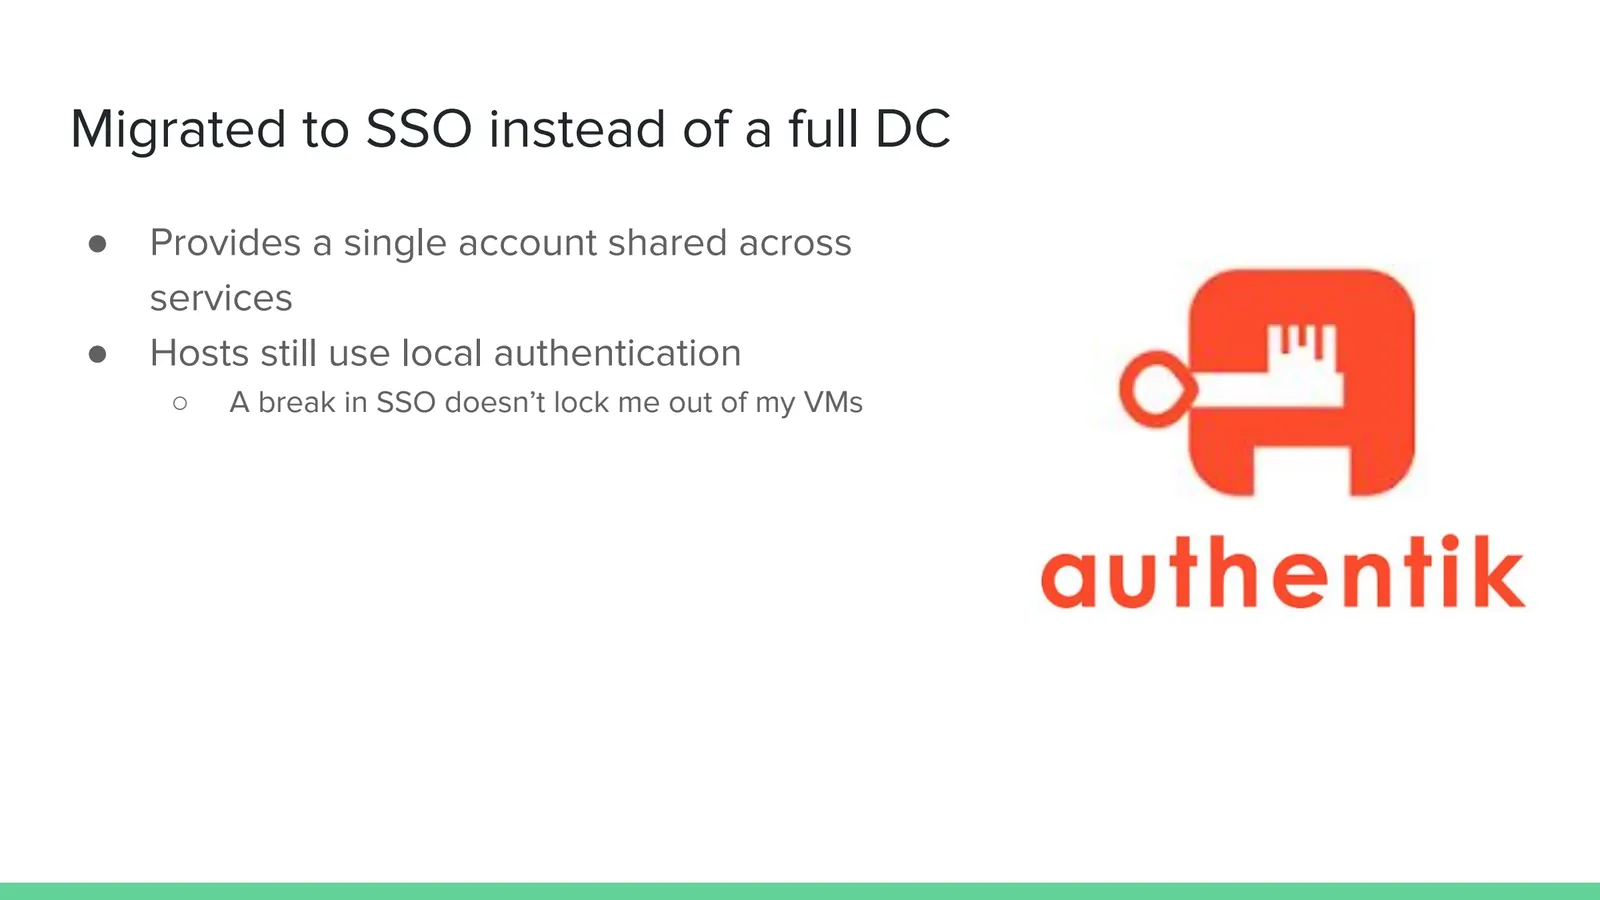 Migrated to SSO instead of a full DC
● Provides a single account shared across
services
● Hosts still use local authentication
○ A break in SSO doesn’t lock me out of my VMs
authentik